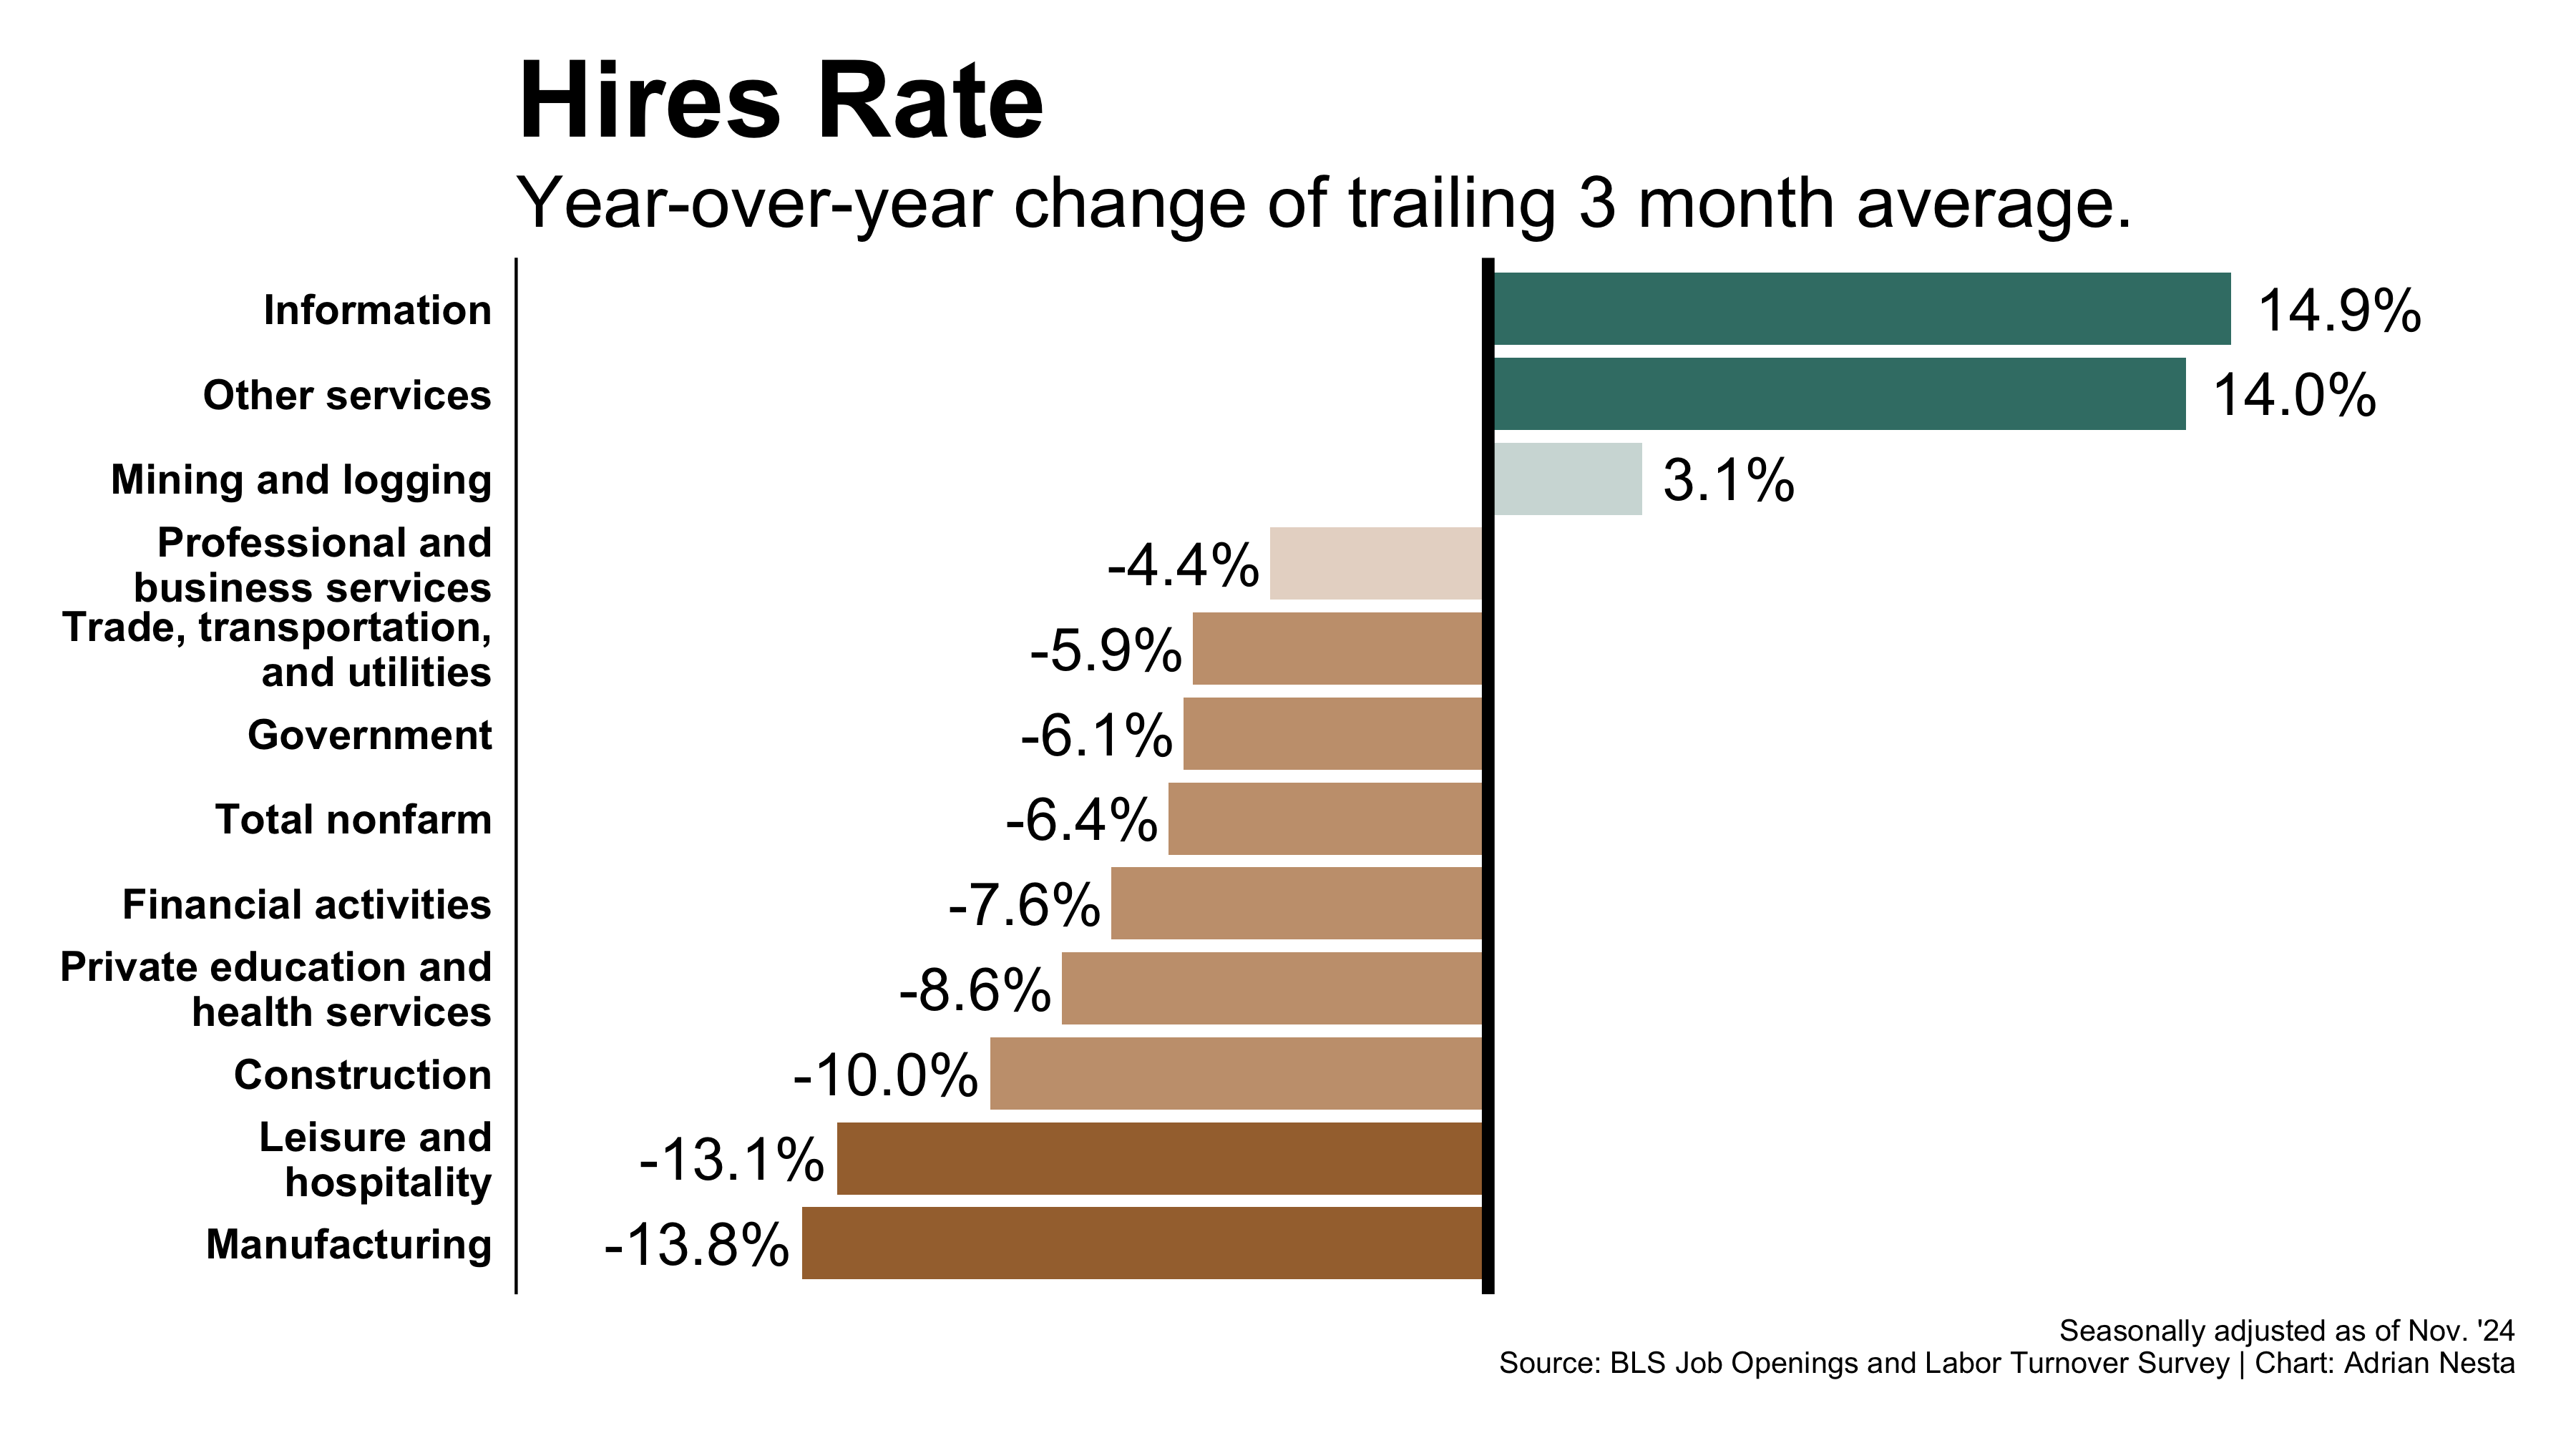 Hires Rate
Year-over-year change of trailing 3 month average.
Information
14.9%
Other services
14.0%
Mining and logging
3.1%
Professional and
business services
-4.4%
Trade, transportation,
and utilities
-5.9%
Government
-6.1%
Total nonfarm
-6.4%
Financial activities
-7.6%
Private education and
health services
-8.6%
Construction
-10.0%
Leisure and
hospitality
-13.1%
Manufacturing
-13.8%
Seasonally adjusted as of Nov. '24
Source: BLS Job Openings and Labor Turnover Survey | Chart: Adrian Nesta